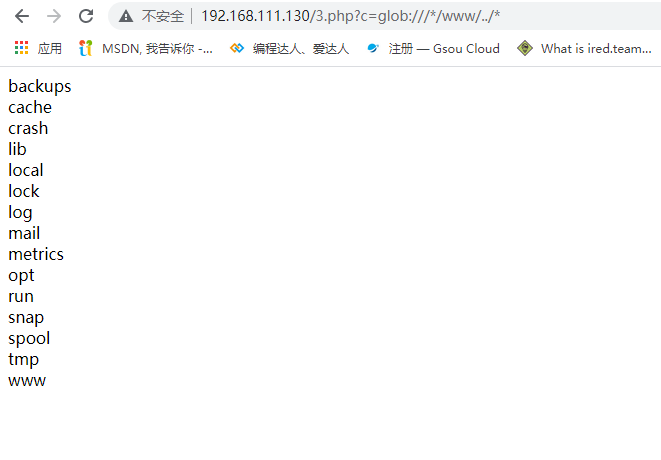 不安全 | 192.168.111.130/3.php?c=glob:///*/www/../*
应用 MSDN, 我告诉你 -... 编程达人、爱达人 注册 — Gsou Cloud What is ired.team...
backups
cache
crash
lib
local
lock
log
mail
metrics
opt
run
snap
spool
tmp
www